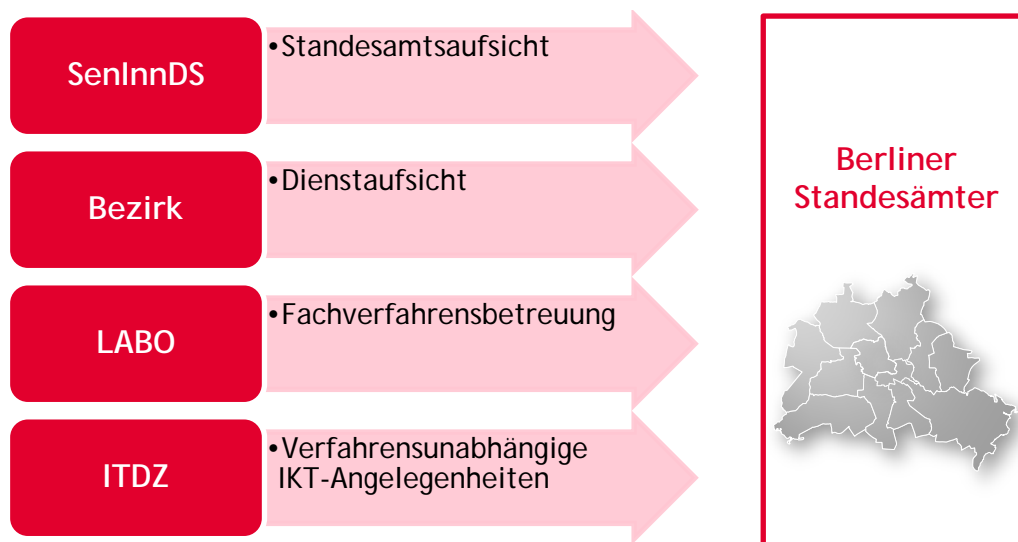 SenInnDS
•Standesamtsaufsicht
Bezirk
•Dienstaufsicht
LABO
•Fachverfahrensbetreuung
ITDZ
•Verfahrensunabhängige
IKT-Angelegenheiten
Berliner
Standesämter